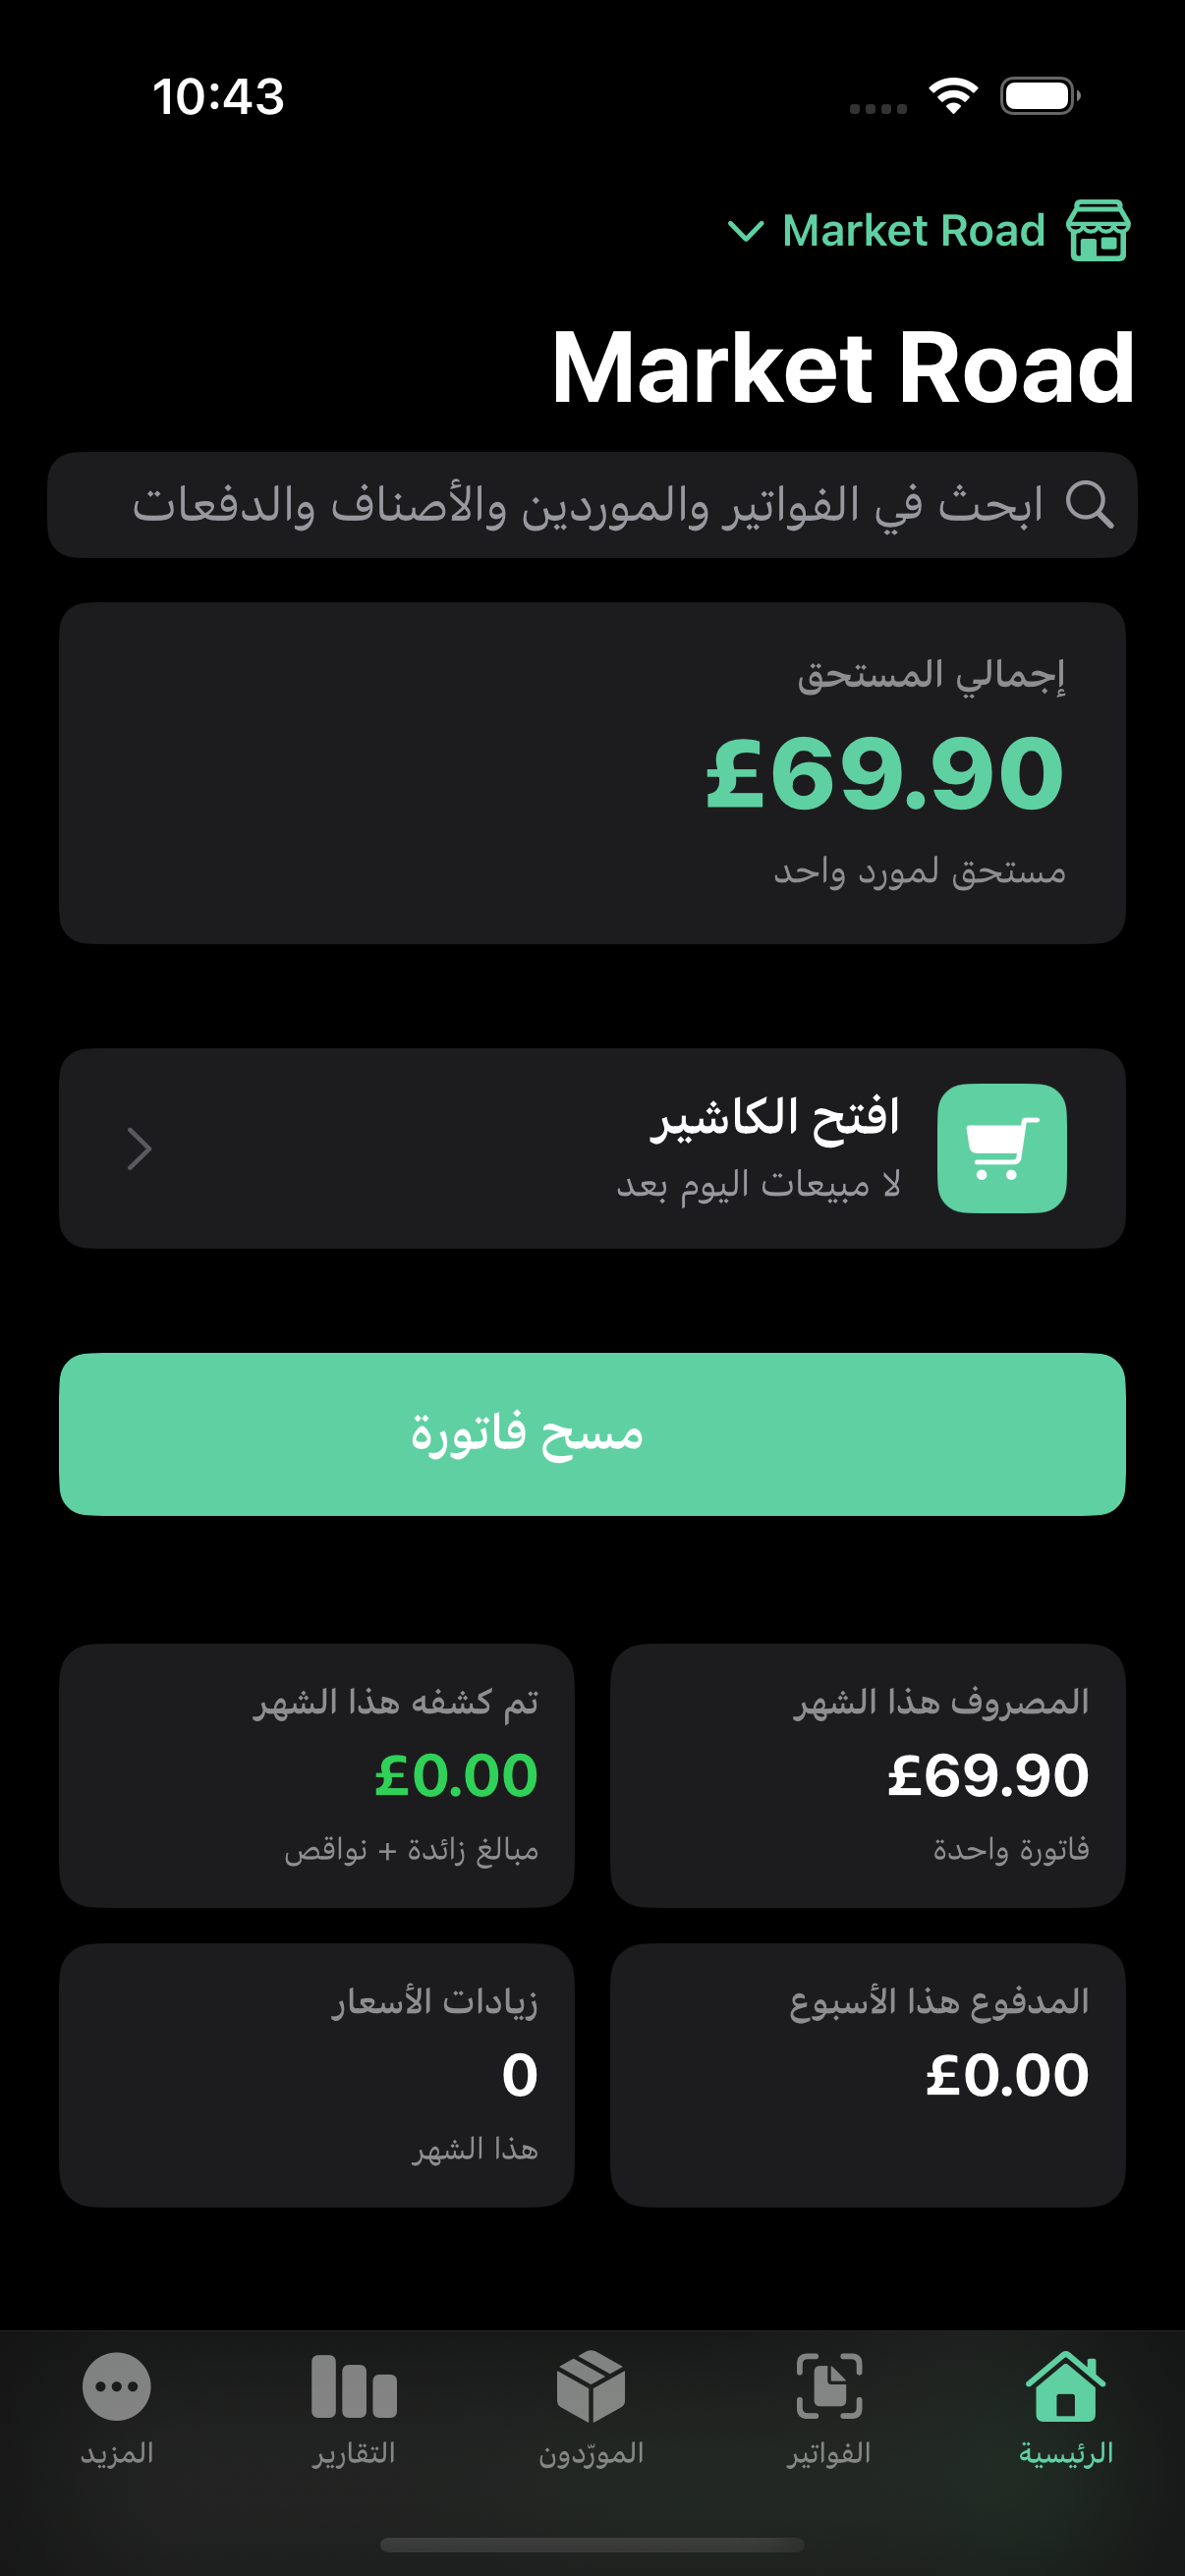 10:43
Market Road
Market Road
ابحث في الفواتير والموردين والأصناف والدفعات
إجمالي المستحق
£69.90
مستحق لمورد واحد
افتح الكاشير
لا مبيعات اليوم بعد
مسح فاتورة
المصروف هذا الشهر
£69.90
فاتورة واحدة
تم كشفه هذا الشهر
£0.00
مبالغ زائدة + نواقص
المدفوع هذا الأسبوع
£0.00
زيادات الأسعار
0
هذا الشهر
الرئيسية
الفواتير
المورّدون
التقارير
المزيد